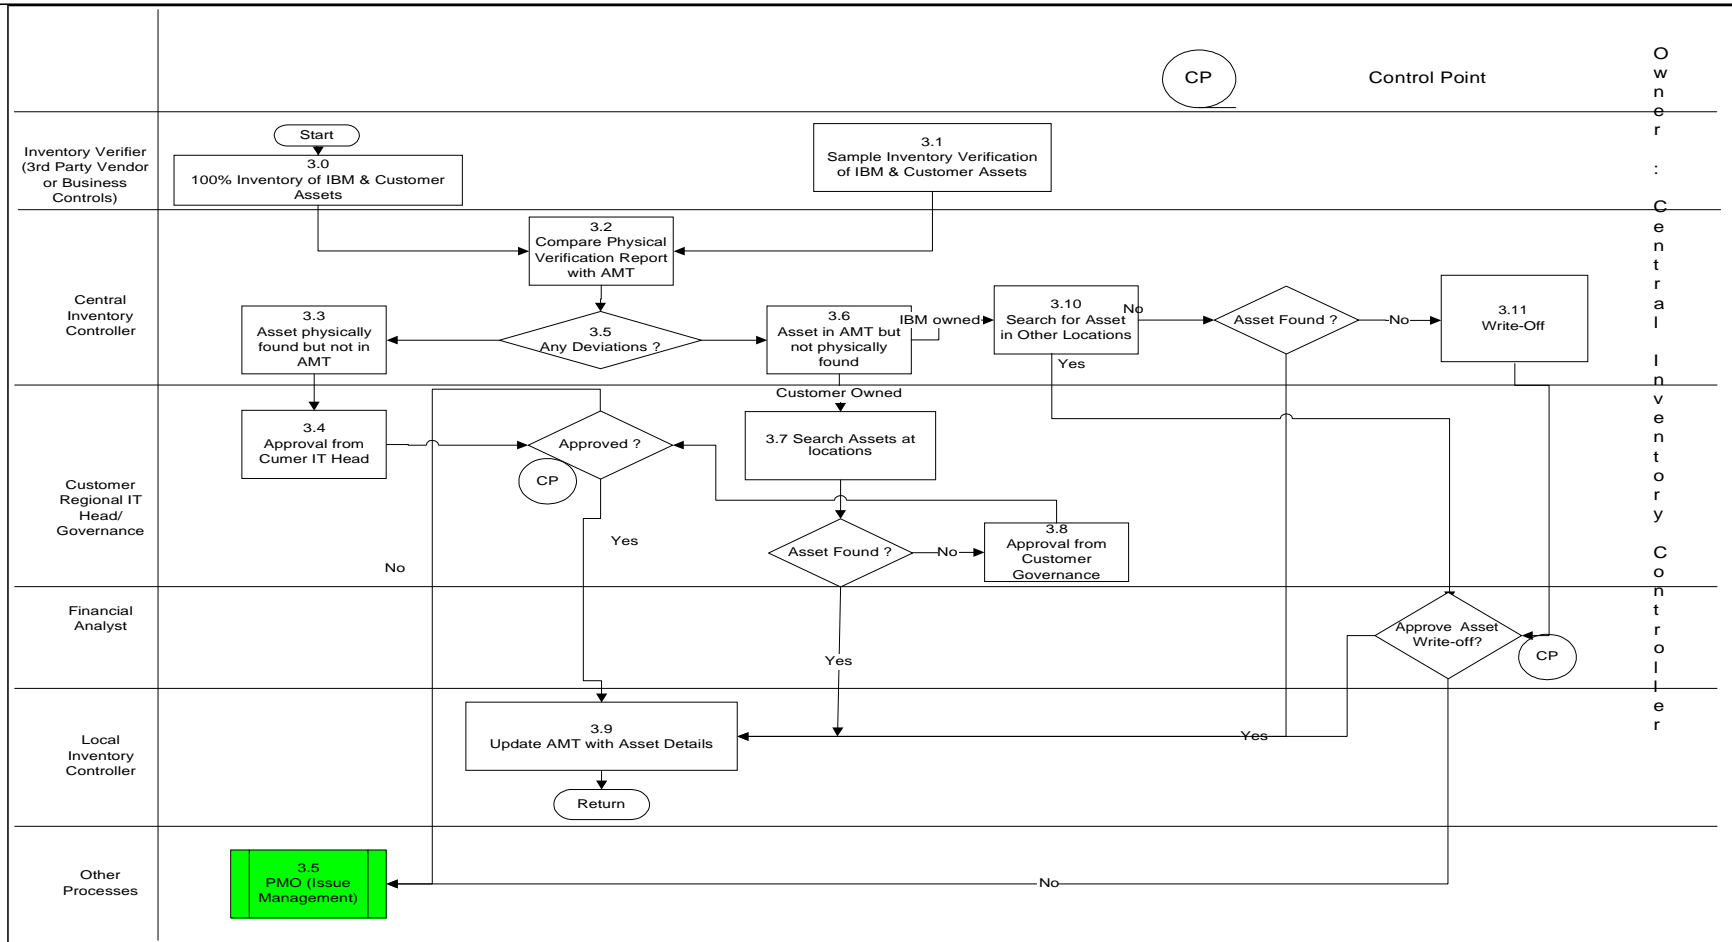 CP
Control Point
Owner : Central Inventory Controller
Inventory Verifier
(3rd Party Vendor
or Business
Controls)
Start
3.0
100% Inventory of IBM & Customer
Assets
3.1
Sample Inventory Verification
of IBM & Customer Assets
Central
Inventory
Controller
3.2
Compare Physical
Verification Report
with AMT
3.3
Asset physically
found but not in
AMT
3.5
Any Deviations ?
3.6
Asset in AMT but
not physically
found
IBM owned
3.10
Search for Asset
in Other Locations
No
Yes
Asset Found ?
No
3.11
Write-Off
Customer
Regional IT
Head/
Governance
Customer Owned
3.4
Approval from
Cumer IT Head
Approved ?
CP
3.7 Search Assets at
locations
Yes
No
Asset Found ?
No
3.8
Approval from
Customer
Governance
Financial
Analyst
Yes
Approve Asset
Write-off?
CP
Local
Inventory
Controller
3.9
Update AMT with Asset Details
Yes
Return
Other
Processes
3.5
PMO (Issue
Management)
No